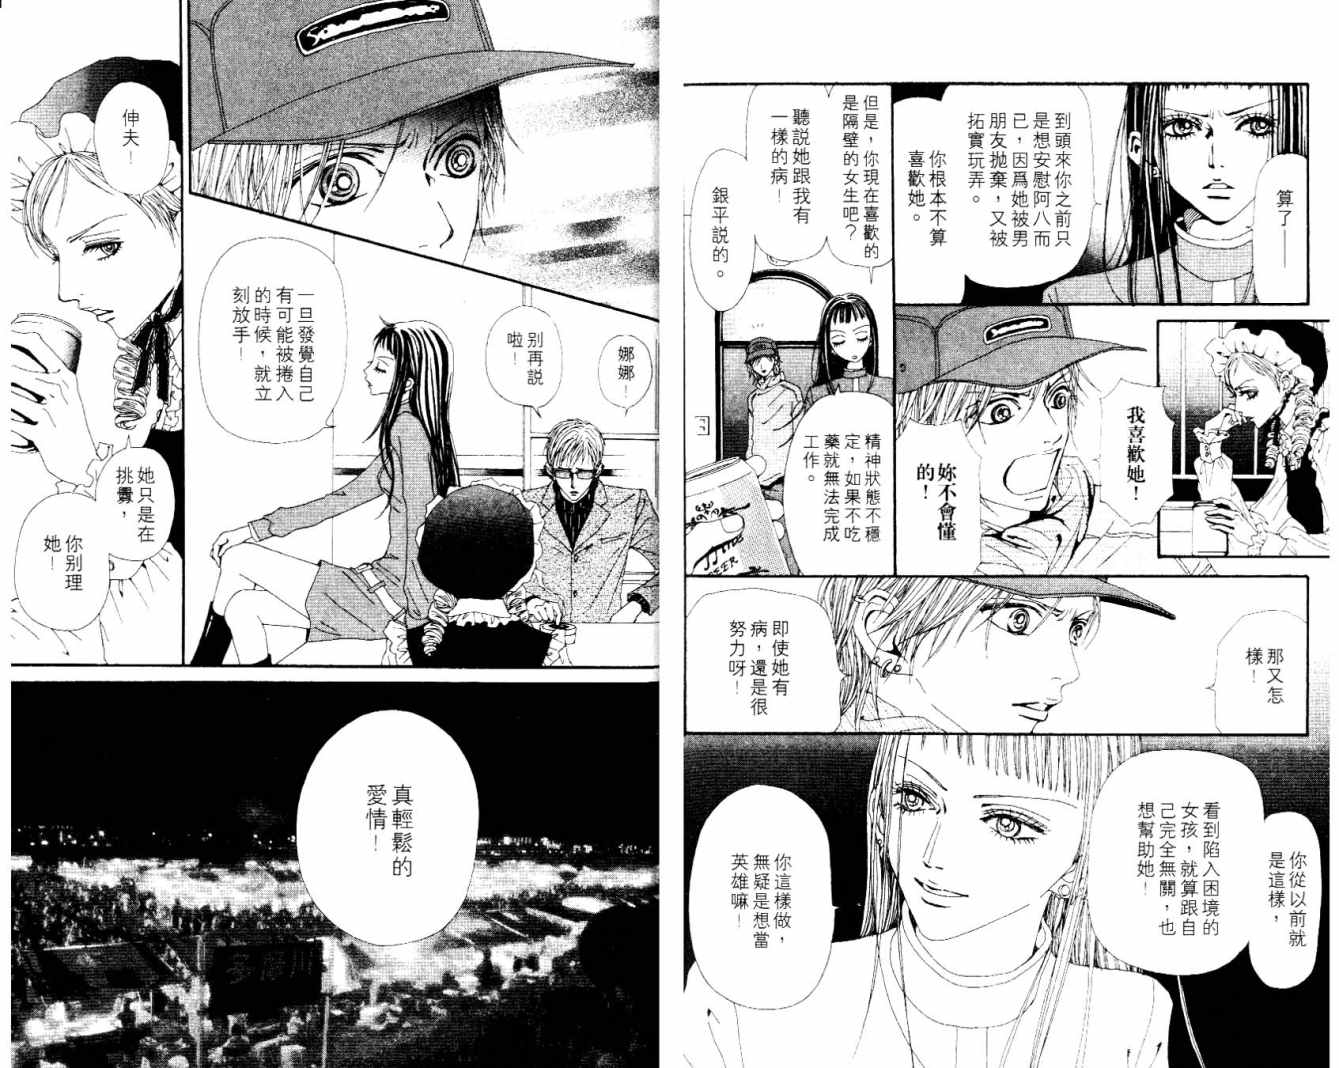 算了——
到頭來你之前只
是想安慰阿八而
已，因爲她被男
朋友拋棄，又被
拓實玩弄。
你根本不算
喜歡她。
但是，你現在喜歡的
是隔壁的女生吧？
聽説她跟我有
一樣的病！
銀平説的。
我喜歡她！
妳不會懂
的！
精神狀態不穩
定，如果不吃
藥就無法完成
工作。
BEER
那又怎
樣！
即使她有
病，還是很
努力呀！
你從以前就
是這樣，
看到陷入困境的
女孩，就算跟自
己完全無關，也
想幫助她！
你這樣做，
無疑是想當
英雄嘛！
娜娜！
別再説
啦！
一旦發覺自己
有可能被捲入
的時候，就立
刻放手！
伸夫！
她只是在
挑釁，
你别理
她！
真輕鬆的
愛情！
多摩川